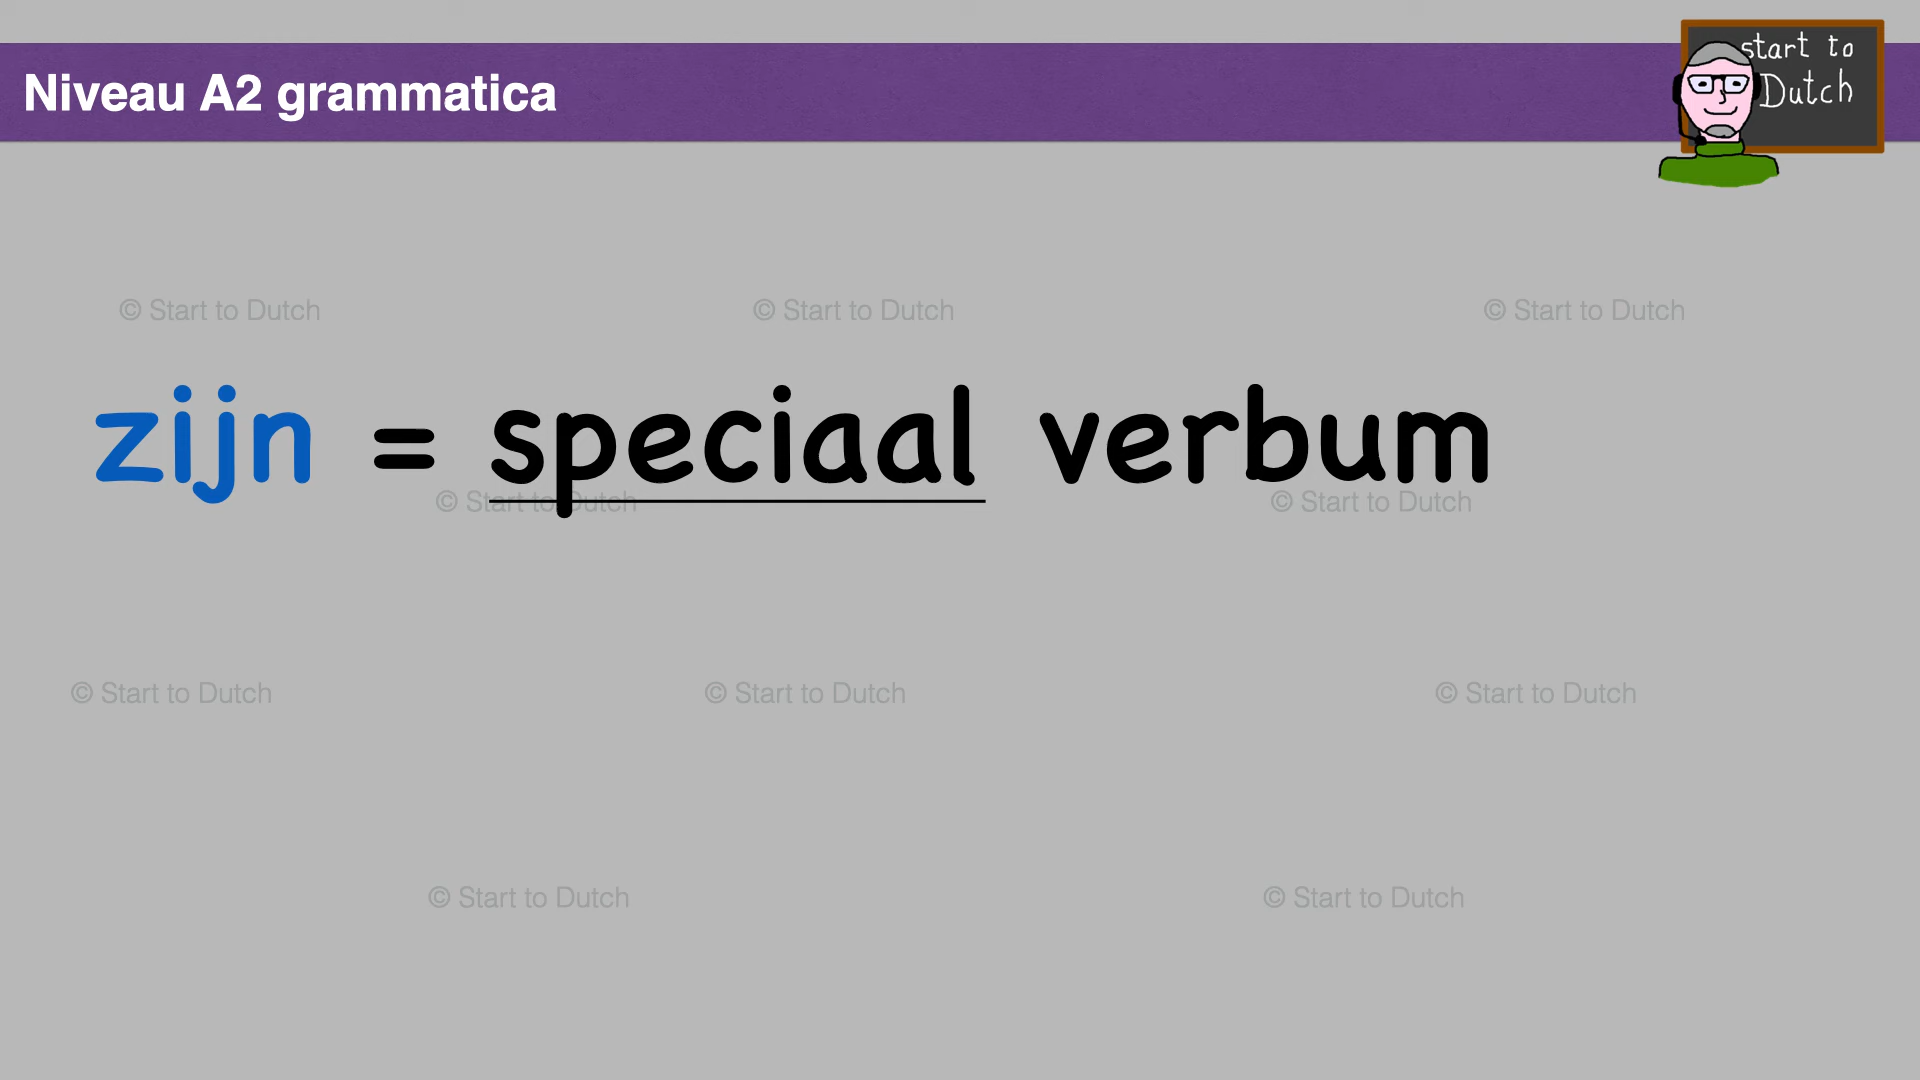 start to
Dutch
Niveau A2 grammatica
© Start to Dutch © Start to Dutch © Start to Dutch
zijn = speciaal verbum
© Start to Dutch © Start to Dutch
© Start to Dutch © Start to Dutch © Start to Dutch
© Start to Dutch © Start to Dutch